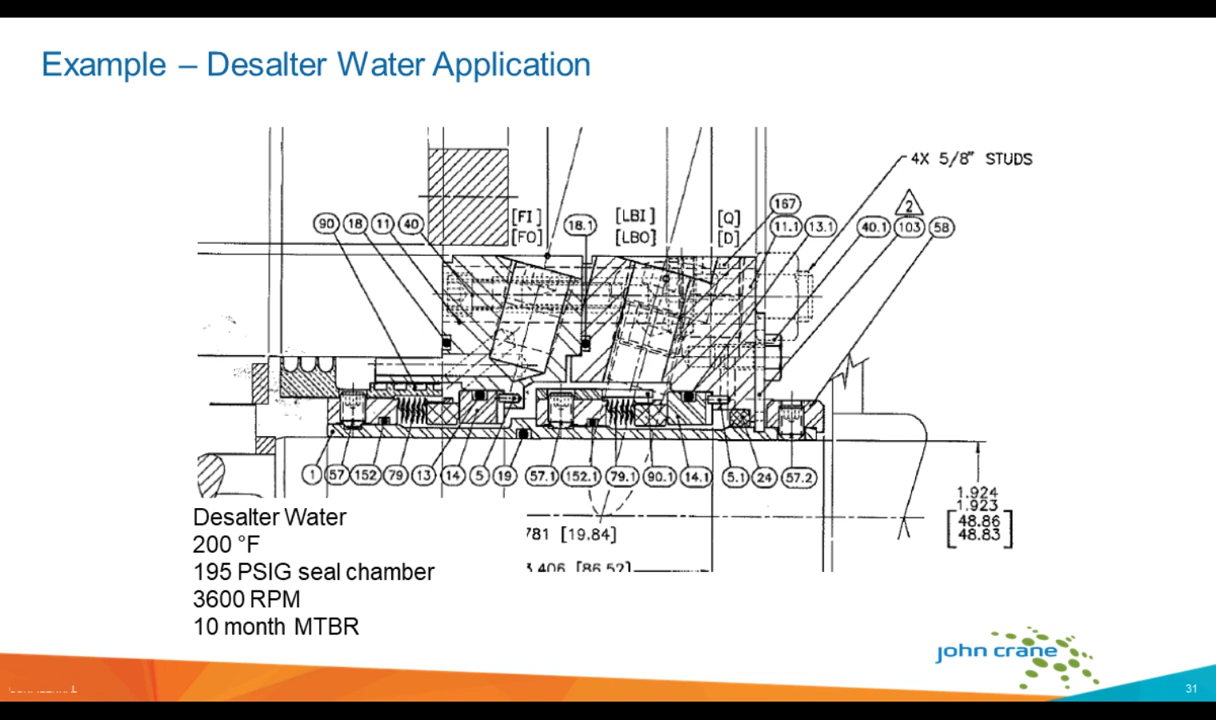 Example – Desalter Water Application
4X 5/8" STUDS
2
90 18 11 40 [FI] 18.1 [LBI] [Q] 167 11.1 13.1 40.1 103 58
[FO] [LBO] [D]
1 57 152 79 13 14 5 19 57.1 152.1 79.1 90.1 14.1 5.1 24 57.2
1.924
1.923
[48.86
48.83]
781 [19.84]
3.406 [86.52]
Desalter Water
200 °F
195 PSIG seal chamber
3600 RPM
10 month MTBR
john crane
31